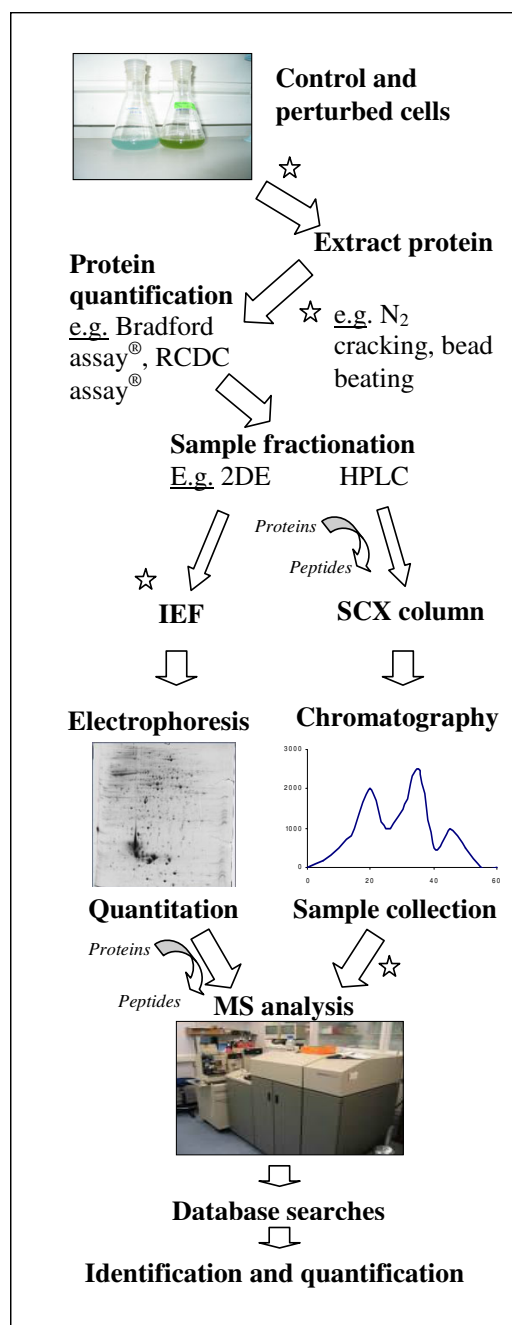 Control and
perturbed cells
Extract protein
Protein
quantification
e.g. Bradford
assay®, RCDC
assay®
e.g. N₂
cracking, bead
beating
Sample fractionation
E.g. 2DE HPLC
Proteins
Peptides
IEF
SCX column
Electrophoresis
Chromatography
3000
2000
1000
0
0 20 40 60
Quantitation
Sample collection
Proteins
Peptides
MS analysis
Database searches
Identification and quantification